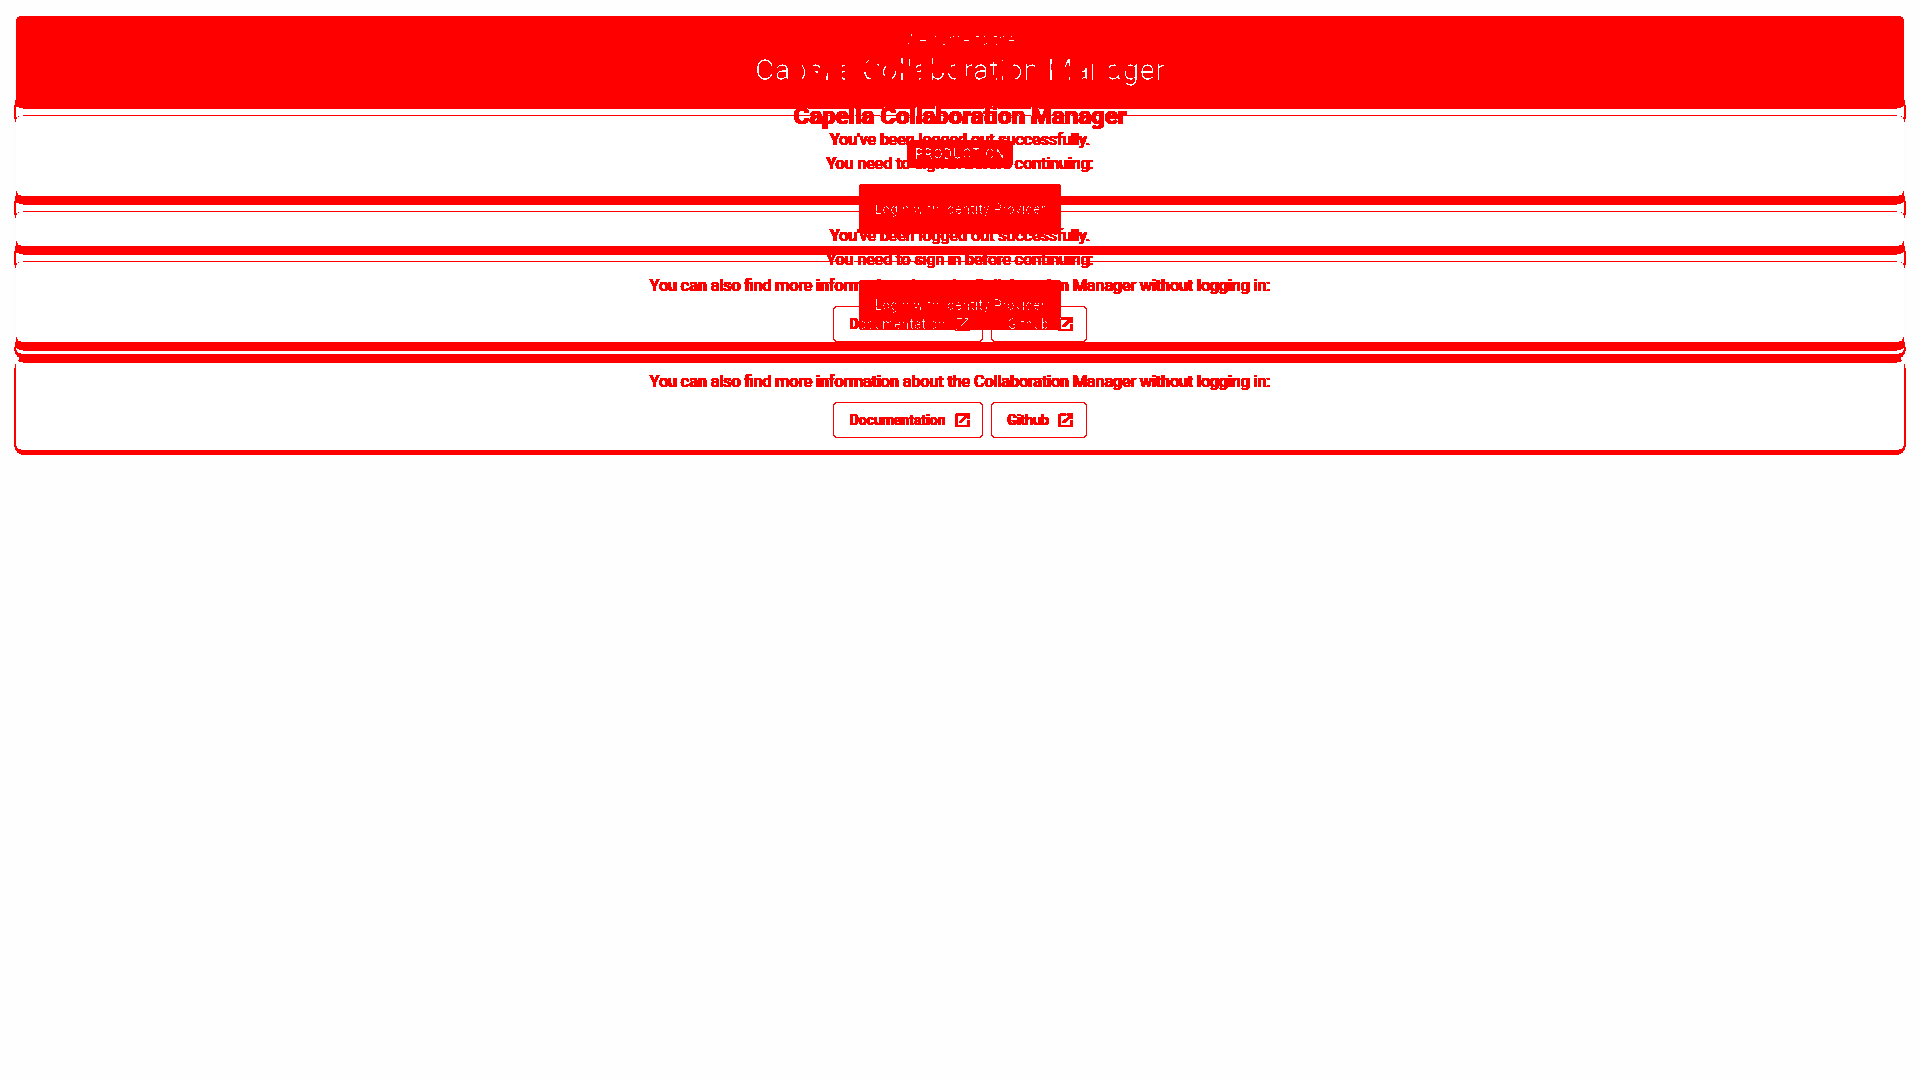 Capella Collaboration Manager
Capella Collaboration Manager
You've been logged out successfully.
PRODUCTION
You need to sign in before continuing:
Login with Identity Provider
You've been logged out successfully.
You need to sign in before continuing:
You can also find more information about the Collaboration Manager without logging in:
Login with Identity Provider
Documentation Github
You can also find more information about the Collaboration Manager without logging in:
Documentation Github